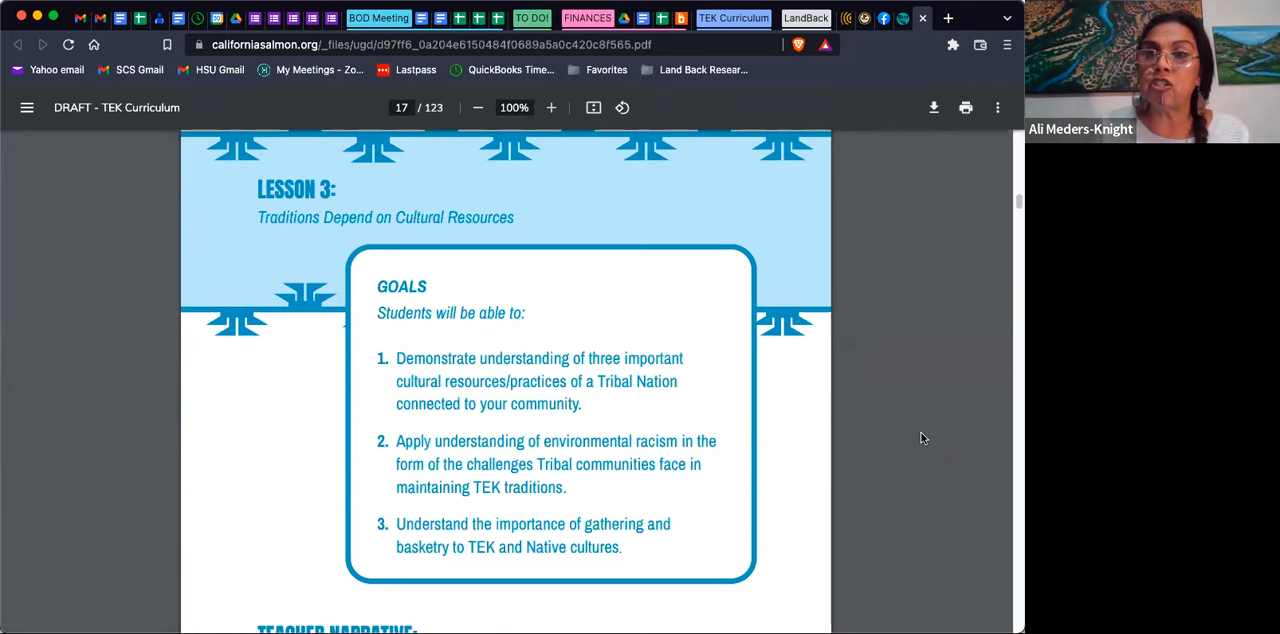 BOD Meeting
TO DO!
FINANCES
TEK Curriculum
LandBack
californiasalmon.org/_files/ugd/d97ff6_0a204e6150484f0689a5a0c420c8f565.pdf
Yahoo email
SCS Gmail
HSU Gmail
My Meetings - Zo...
Lastpass
QuickBooks Time...
Favorites
Land Back Resear...
DRAFT - TEK Curriculum
17 / 123
100%
Ali Meders-Knight
LESSON 3:
Traditions Depend on Cultural Resources
GOALS
Students will be able to:
1. Demonstrate understanding of three important
cultural resources/practices of a Tribal Nation
connected to your community.
2. Apply understanding of environmental racism in the
form of the challenges Tribal communities face in
maintaining TEK traditions.
3. Understand the importance of gathering and
basketry to TEK and Native cultures.
TEACHER NARRATIVE: